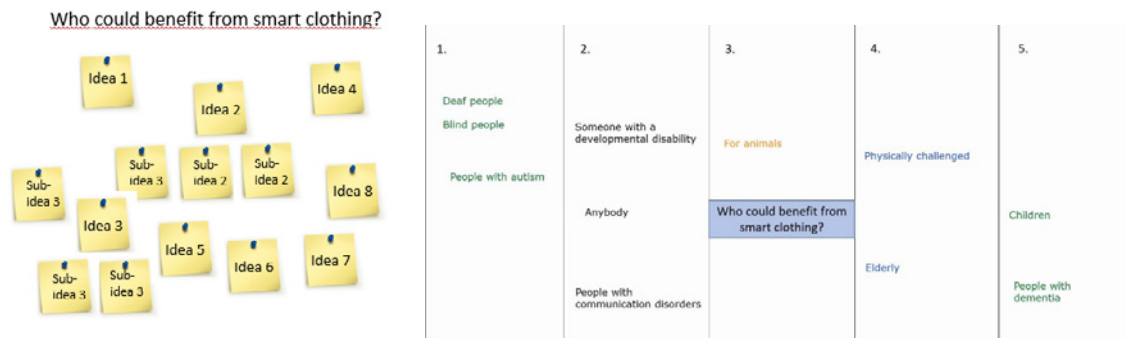 Who could benefit from smart clothing?
Idea 1
Idea 2
Idea 4
Sub-
idea 3
Sub-
idea 2
Sub-
idea 2
Sub-
idea 3
Idea 3
Idea 8
Idea 5
Idea 6
Idea 7
Sub-
idea 3
Sub-
idea 3
1.
Deaf people
Blind people
People with autism
2.
Someone with a
developmental disability
Anybody
People with
communication disorders
3.
For animals
Who could benefit from
smart clothing?
4.
Physically challenged
Elderly
5.
Children
People with
dementia